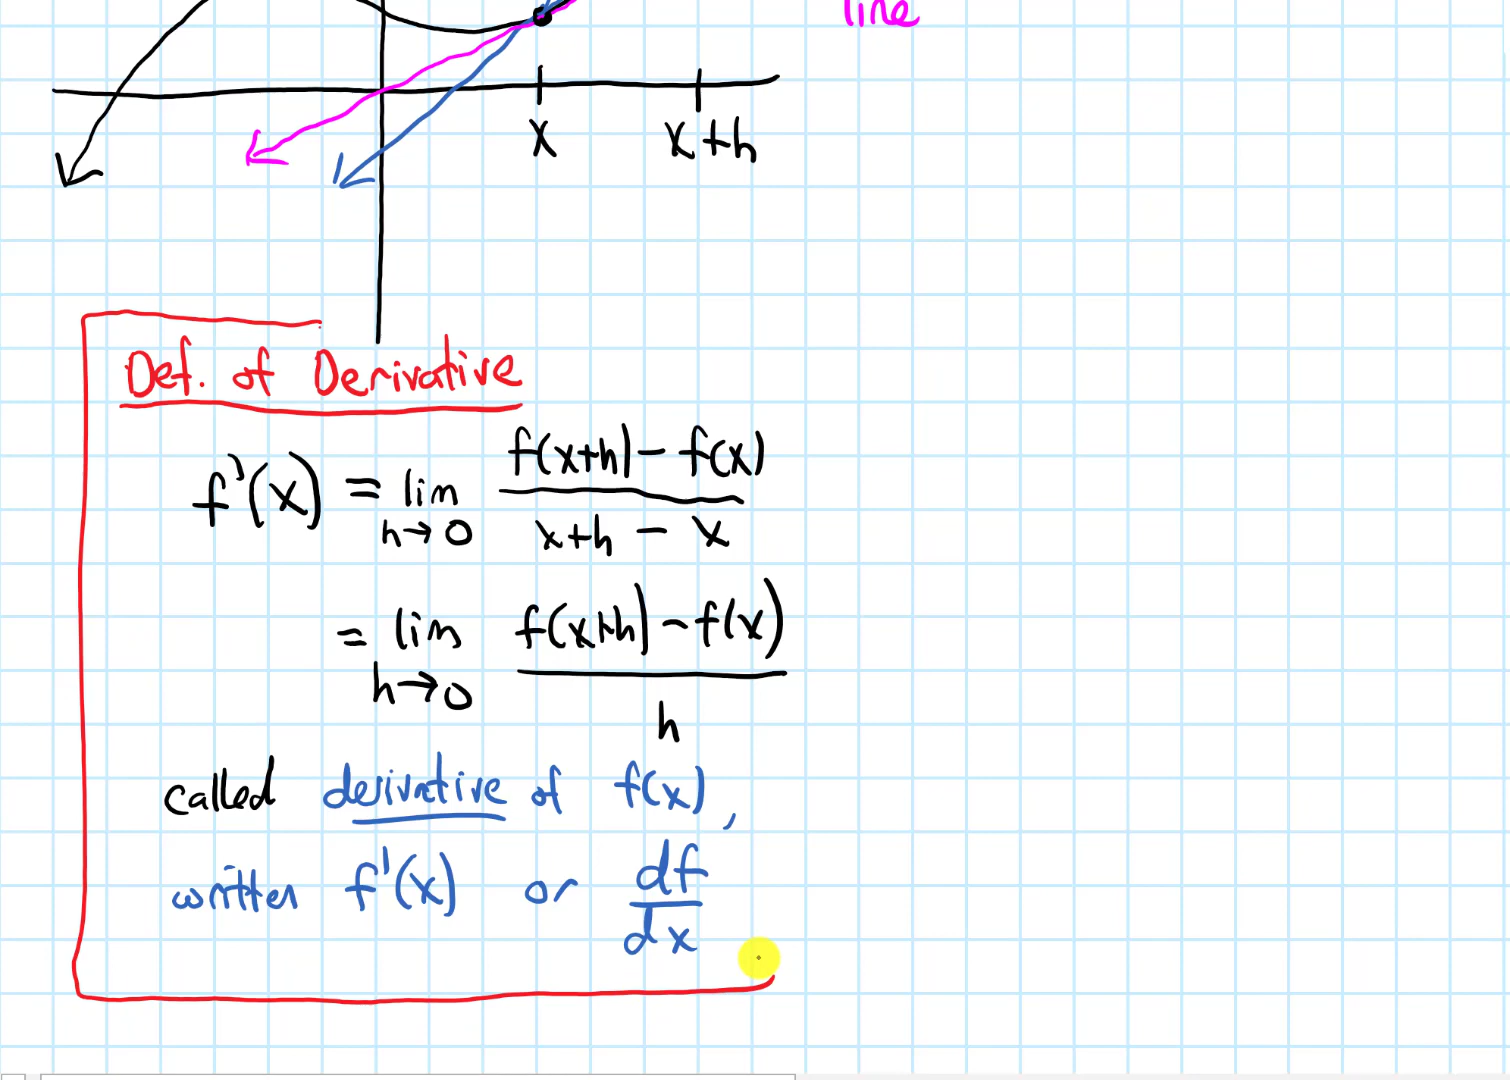 line
x x+h
Def. of Derivative
f'(x) = lim h→0 f(x+h) - f(x) / x+h - x
= lim h→0 f(x+h) - f(x) / h
called derivative of f(x),
written f'(x) or df/dx